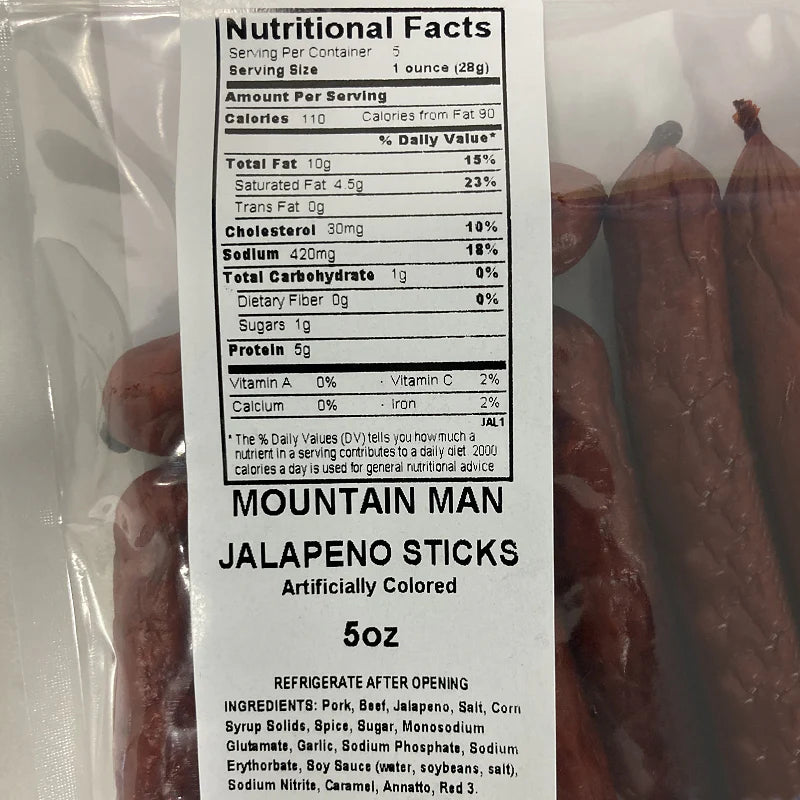 Nutritional Facts
Serving Per Container 5
Serving Size 1 ounce (28g)
Amount Per Serving
Calories 110 Calories from Fat 90
% Daily Value*
Total Fat 10g 15%
Saturated Fat 4.5g 23%
Trans Fat 0g
Cholesterol 30mg 10%
Sodium 420mg 18%
Total Carbohydrate 1g 0%
Dietary Fiber 0g 0%
Sugars 1g
Protein 5g
Vitamin A 0% · Vitamin C 2%
Calcium 0% · Iron 2%
JAL1
* The % Daily Values (DV) tells you how much a
nutrient in a serving contributes to a daily diet 2000
calories a day is used for general nutritional advice
MOUNTAIN MAN
JALAPENO STICKS
Artificially Colored
5oz
REFRIGERATE AFTER OPENING
INGREDIENTS: Pork, Beef, Jalapeno, Salt, Corn
Syrup Solids, Spice, Sugar, Monosodium
Glutamate, Garlic, Sodium Phosphate, Sodium
Erythorbate, Soy Sauce (water, soybeans, salt),
Sodium Nitrite, Caramel, Annatto, Red 3.